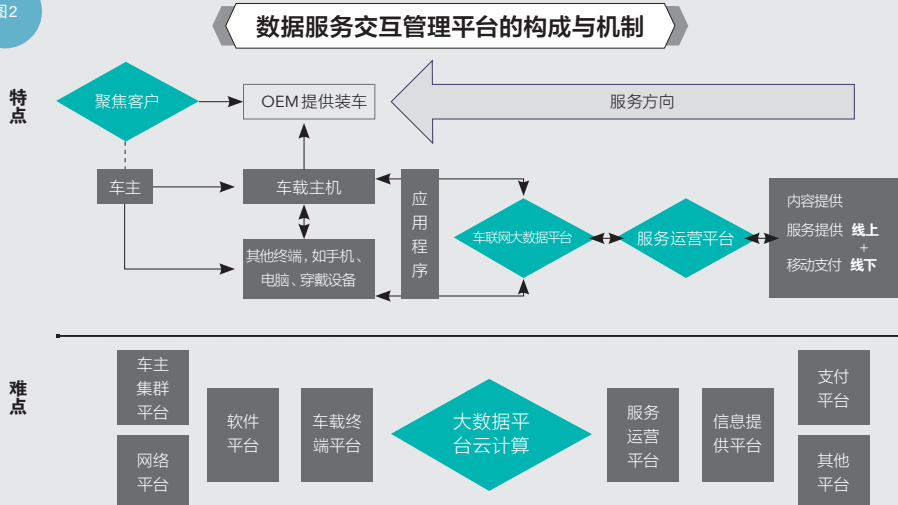 图2
数据服务交互管理平台的构成与机制
特点
聚焦客户
OEM提供装车
服务方向
车主
车载主机
其他终端，如手机、
电脑、穿戴设备
应用程序
车联网大数据平台
服务运营平台
内容提供
服务提供 线上
+
移动支付 线下
难点
车主
集群
平台
网络
平台
软件
平台
车载终
端平台
大数据平
台云计算
服务
运营
平台
信息提
供平台
支付
平台
其他
平台